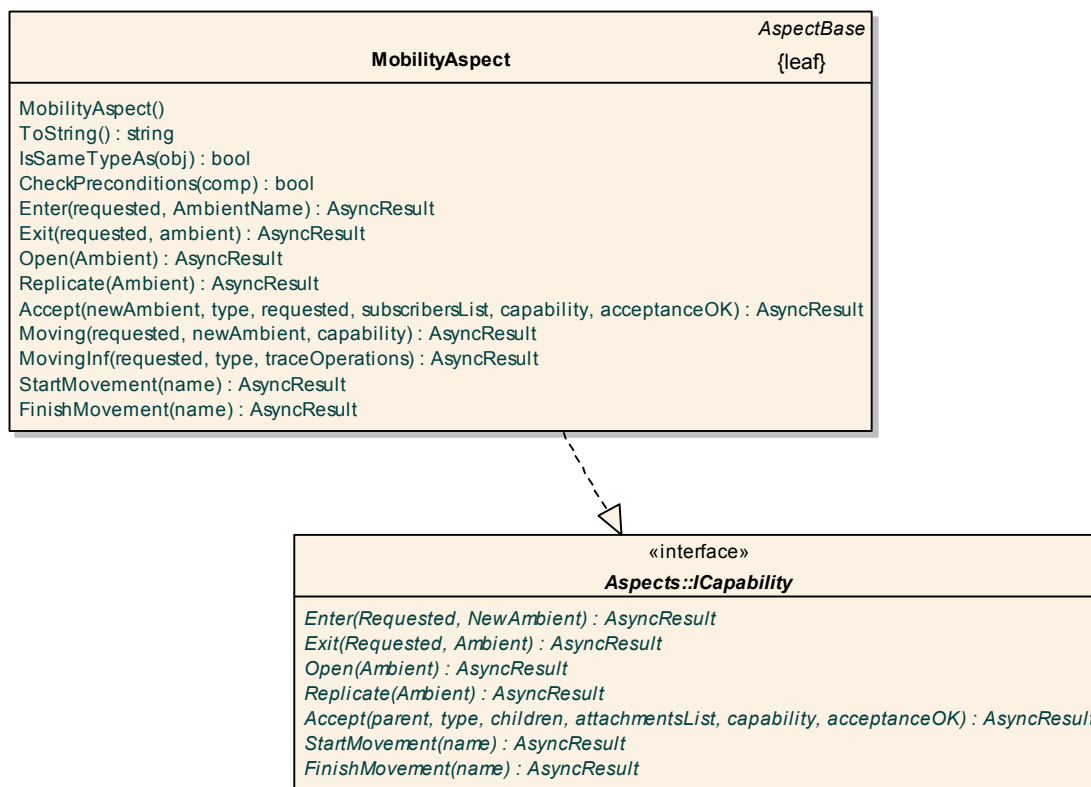 AspectBase
MobilityAspect
{leaf}
MobilityAspect()
ToString() : string
IsSameTypeAs(obj) : bool
CheckPreconditions(comp) : bool
Enter(requested, AmbientName) : AsyncResult
Exit(requested, ambient) : AsyncResult
Open(Ambient) : AsyncResult
Replicate(Ambient) : AsyncResult
Accept(newAmbient, type, requested, subscribersList, capability, acceptanceOK) : AsyncResult
Moving(requested, newAmbient, capability) : AsyncResult
MovingInf(requested, type, traceOperations) : AsyncResult
StartMovement(name) : AsyncResult
FinishMovement(name) : AsyncResult
«interface»
Aspects::ICapability
Enter(Requested, NewAmbient) : AsyncResult
Exit(Requested, Ambient) : AsyncResult
Open(Ambient) : AsyncResult
Replicate(Ambient) : AsyncResult
Accept(parent, type, children, attachmentsList, capability, acceptanceOK) : AsyncResult
StartMovement(name) : AsyncResult
FinishMovement(name) : AsyncResult